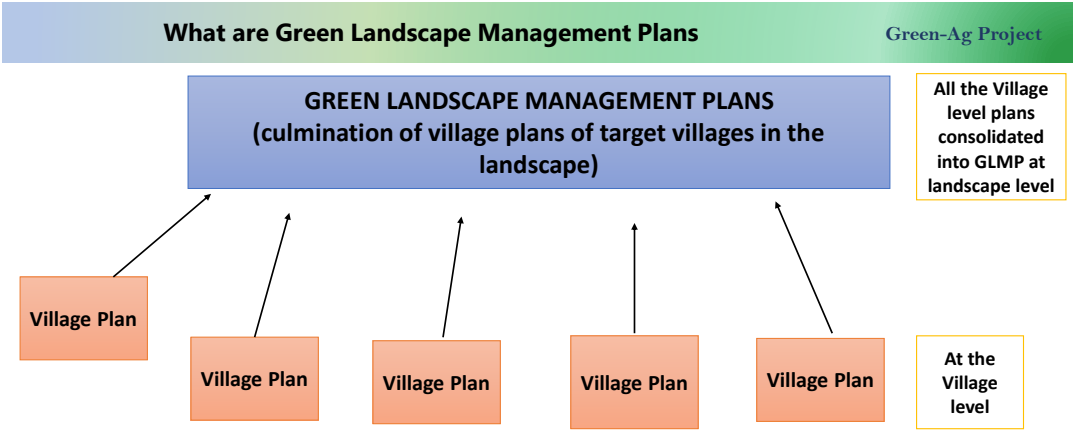 What are Green Landscape Management Plans
Green-Ag Project
GREEN LANDSCAPE MANAGEMENT PLANS
(culmination of village plans of target villages in the
landscape)
All the Village
level plans
consolidated
into GLMP at
landscape level
Village Plan
Village Plan
Village Plan
Village Plan
Village Plan
At the
Village
level